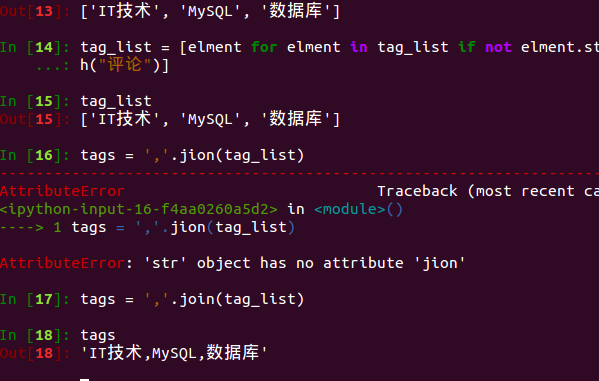 Out[13]: ['IT技术', 'MySQL', '数据库']
In [14]: tag_list = [elment for elment in tag_list if not elment.st
...: h("评论")]
In [15]: tag_list
Out[15]: ['IT技术', 'MySQL', '数据库']
In [16]: tags = ','.jion(tag_list)
---------------------------------------------------------------------------
AttributeError Traceback (most recent ca
<ipython-input-16-f4aa0260a5d2> in <module>()
----> 1 tags = ','.jion(tag_list)
AttributeError: 'str' object has no attribute 'jion'
In [17]: tags = ','.join(tag_list)
In [18]: tags
Out[18]: 'IT技术,MySQL,数据库'